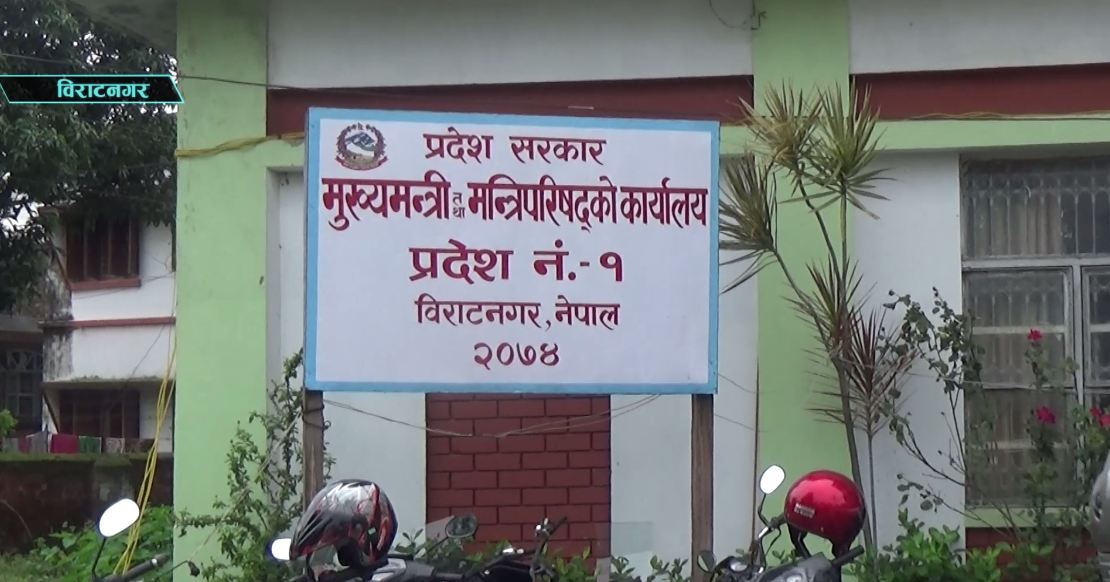 विराटनगर
प्रदेश सरकार
मुख्यमन्त्री तथा मन्त्रिपरिषद्को कार्यालय
प्रदेश नं.- १
विराटनगर, नेपाल
२०७४